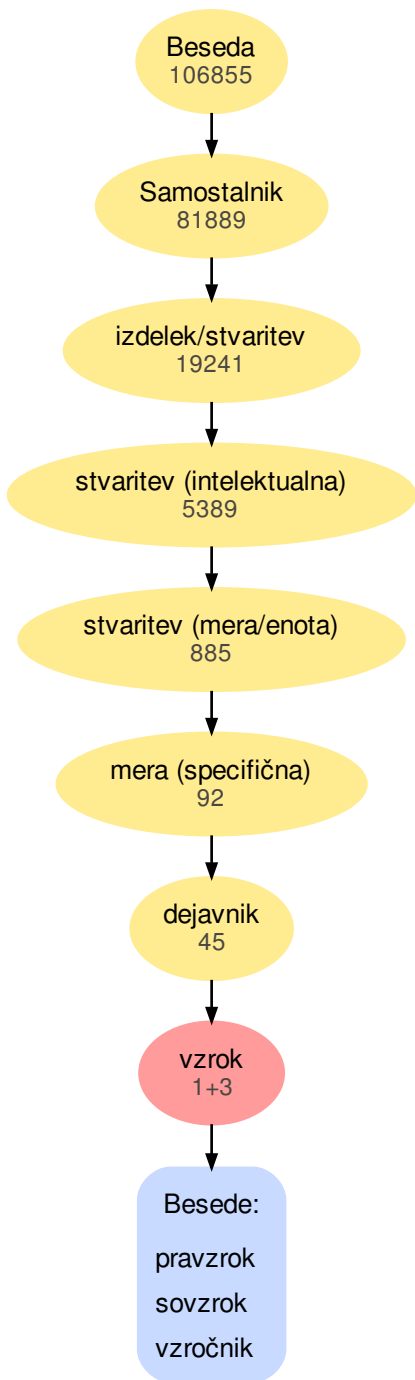 Beseda
106855
Samostalnik
81889
izdelek/stvaritev
19241
stvaritev (intelektualna)
5389
stvaritev (mera/enota)
885
mera (specifična)
92
dejavnik
45
vzrok
1+3
Besede:
pravzrok
sovzrok
vzročnik